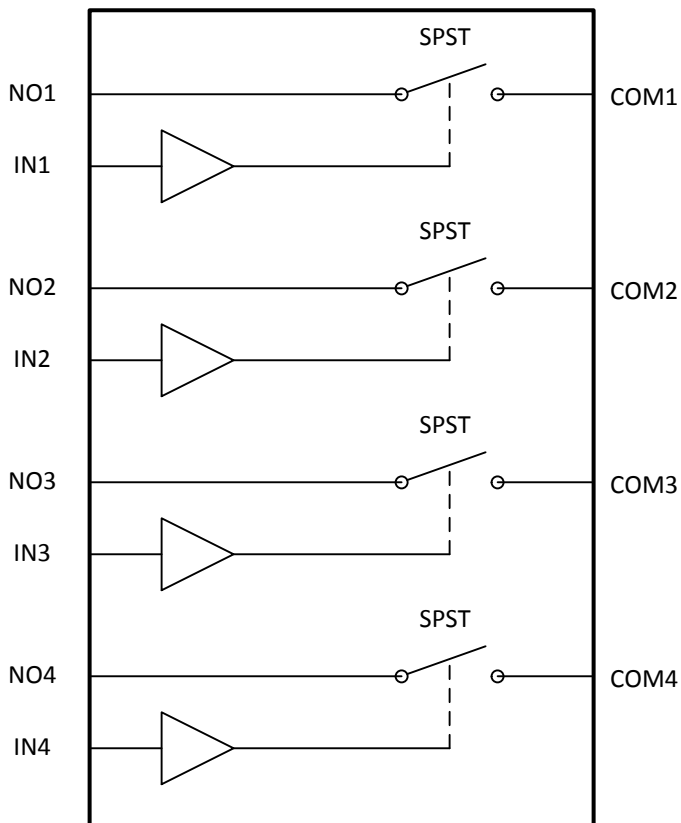 SPST
NO1
COM1
IN1
SPST
NO2
COM2
IN2
SPST
NO3
COM3
IN3
SPST
NO4
COM4
IN4